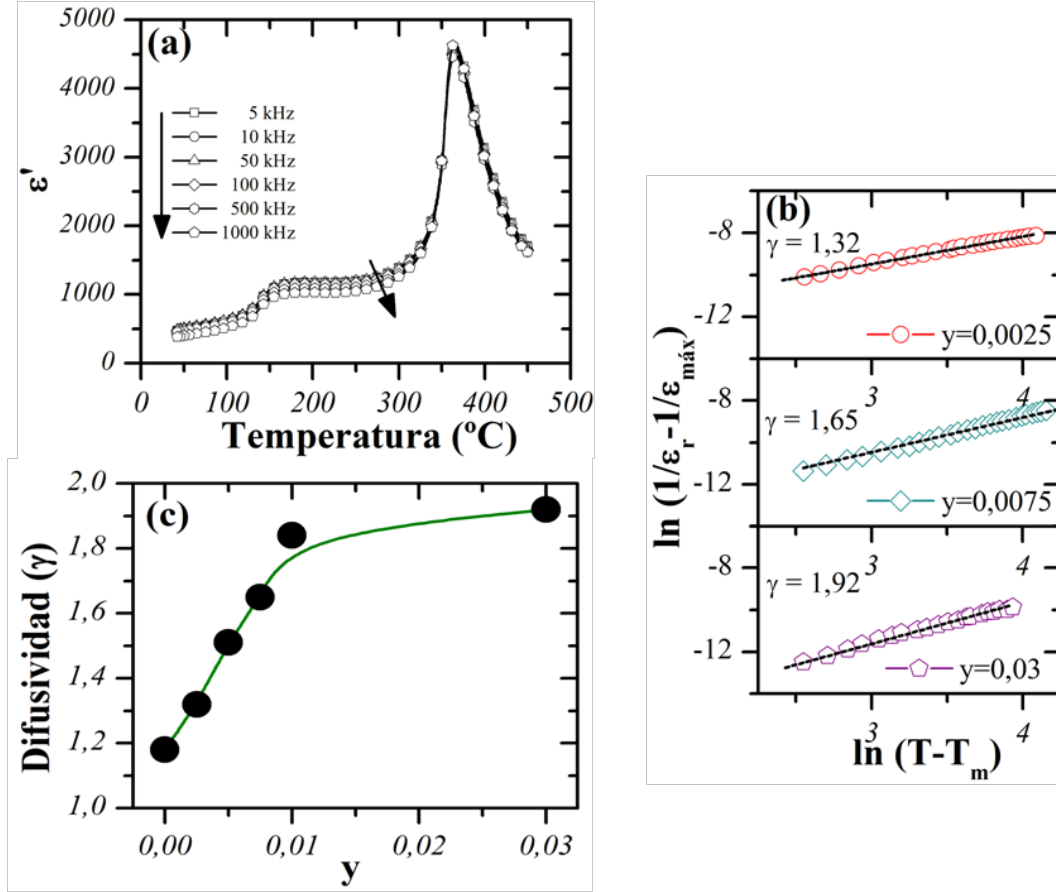 (a)
5000
4000
3000
2000
1000
0
ε'
5 kHz
10 kHz
50 kHz
100 kHz
500 kHz
1000 kHz
0 100 200 300 400 500
Temperatura (ºC)
(b)
-8
γ = 1,32
-12
y=0,0025
3 4
-8
γ = 1,65
-12
y=0,0075
3 4
-8
γ = 1,92
-12
y=0,03
3 4
ln (1/ε_r-1/ε_máx)
ln (T-T_m)
(c)
2,0
1,8
1,6
1,4
1,2
1,0
Difusividad (γ)
0,00 0,01 0,02 0,03
y